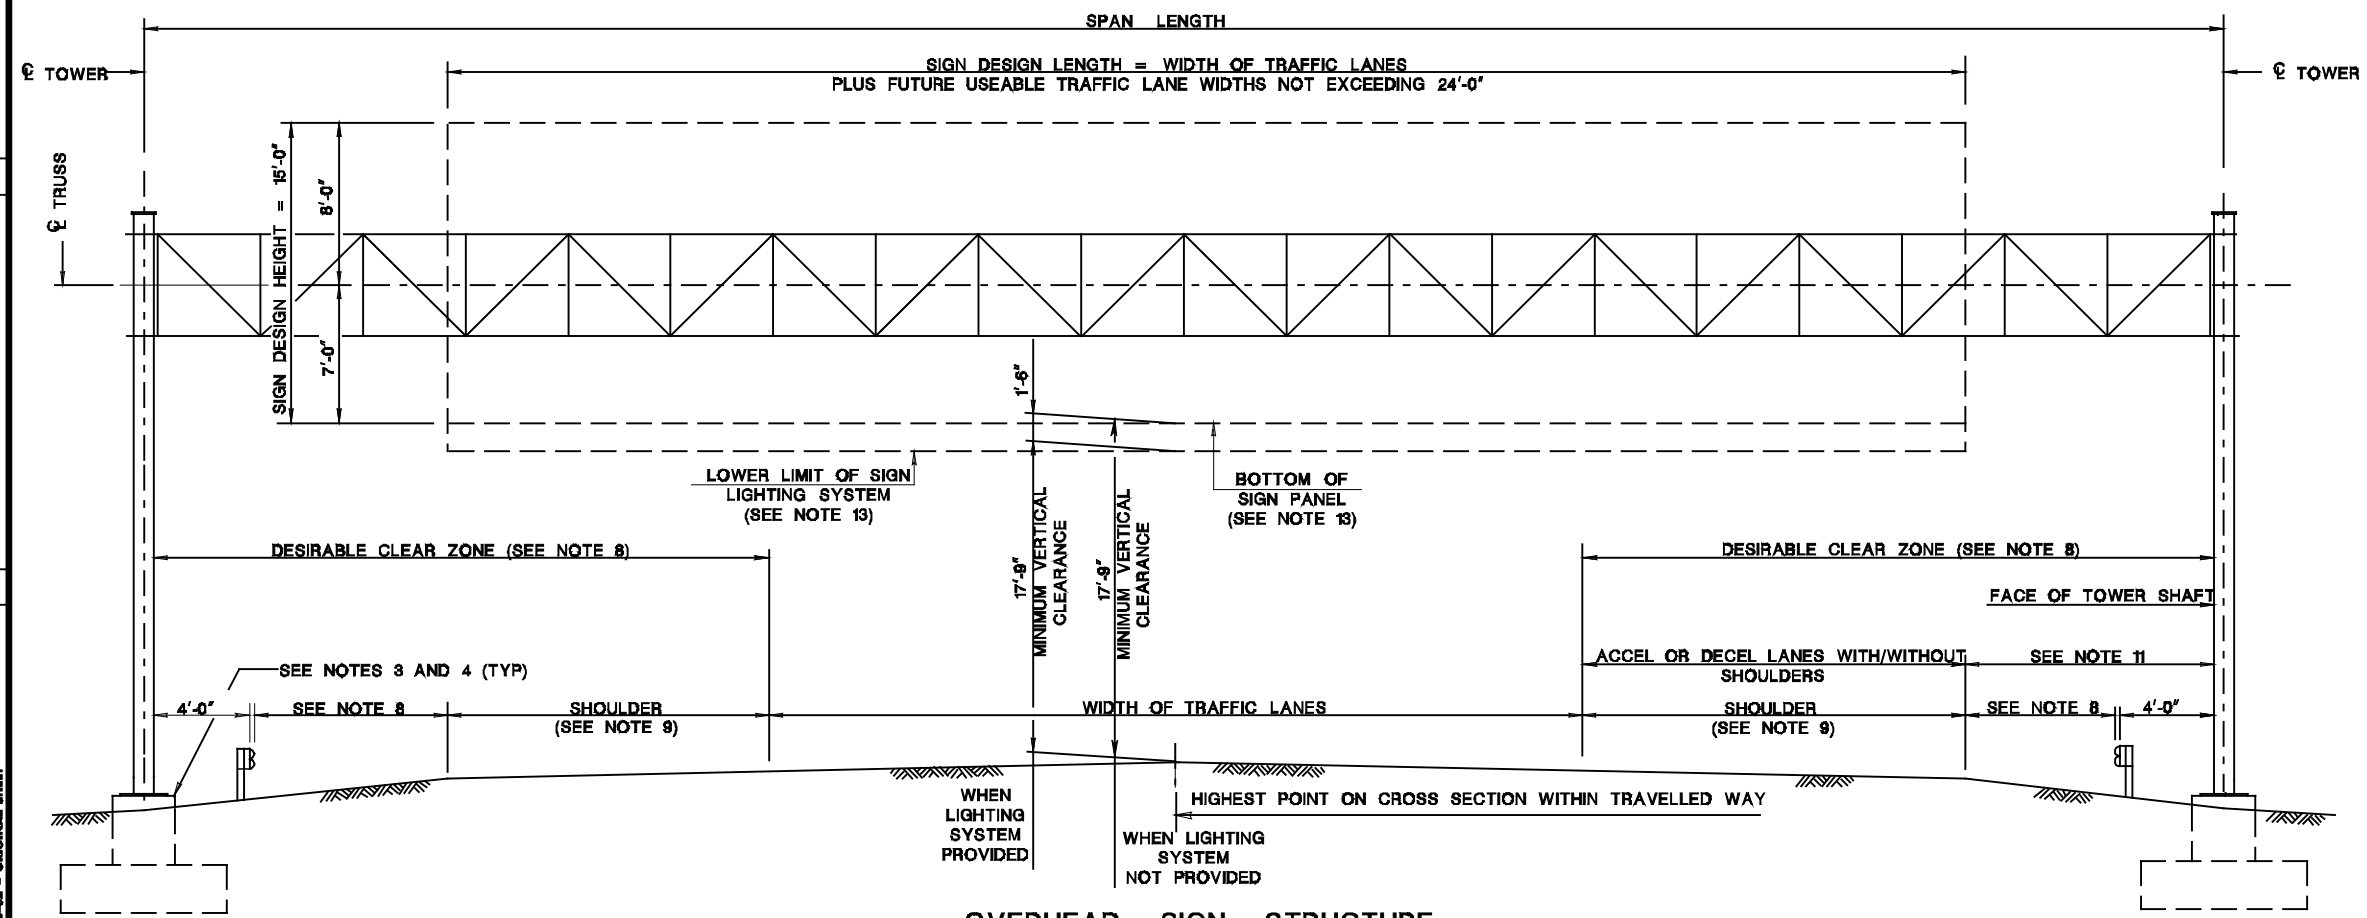 SPAN LENGTH
℄ TOWER
SIGN DESIGN LENGTH = WIDTH OF TRAFFIC LANES
PLUS FUTURE USEABLE TRAFFIC LANE WIDTHS NOT EXCEEDING 24'-0"
℄ TOWER
℄ TRUSS
SIGN DESIGN HEIGHT = 15'-0"
8'-0"
7'-0"
1'-6"
LOWER LIMIT OF SIGN
LIGHTING SYSTEM
(SEE NOTE 13)
BOTTOM OF
SIGN PANEL
(SEE NOTE 13)
17'-9"
MINIMUM VERTICAL
CLEARANCE
17'-9"
MINIMUM VERTICAL
CLEARANCE
DESIRABLE CLEAR ZONE (SEE NOTE 8)
DESIRABLE CLEAR ZONE (SEE NOTE 8)
FACE OF TOWER SHAFT
SEE NOTES 3 AND 4 (TYP)
ACCEL OR DECEL LANES WITH/WITHOUT
SHOULDERS
SEE NOTE 11
4'-0"
SEE NOTE 8
SHOULDER
(SEE NOTE 9)
WIDTH OF TRAFFIC LANES
SHOULDER
(SEE NOTE 9)
SEE NOTE 8
4'-0"
WHEN
LIGHTING
SYSTEM
PROVIDED
HIGHEST POINT ON CROSS SECTION WITHIN TRAVELLED WAY
WHEN LIGHTING
SYSTEM
NOT PROVIDED
OVERHEAD SIGN STRUCTURE